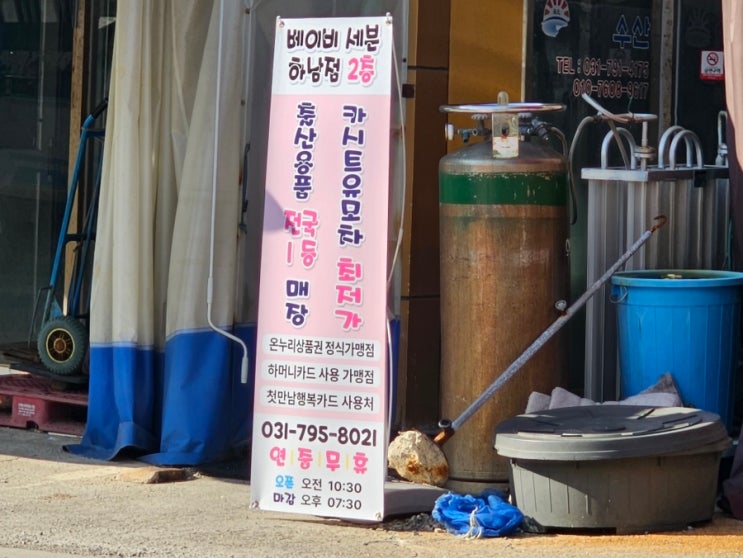 베이비 세븐
하남점 2층
카시트유모차 최저가
출산용품 전국1등 매장
온누리상품권 정식가맹점
하머니카드 사용 가맹점
첫만남행복카드 사용처
031-795-8021
연|중|무|휴
오픈 오전 10:30
마감 오후 07:30
수산
TEL : 031-791-4175